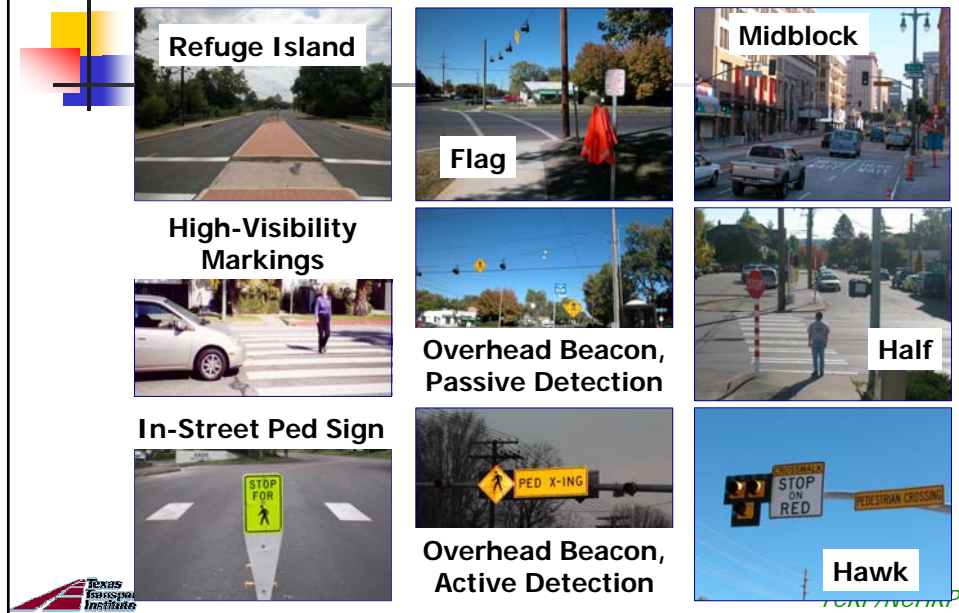 Refuge Island
Flag
Midblock
High-Visibility
Markings
Overhead Beacon,
Passive Detection
STOP
Half
In-Street Ped Sign
STOP
FOR
PED X-ING
Overhead Beacon,
Active Detection
CROSSWALK
STOP
ON
RED
PEDESTRIAN CROSSING
Hawk
Texas
Institute